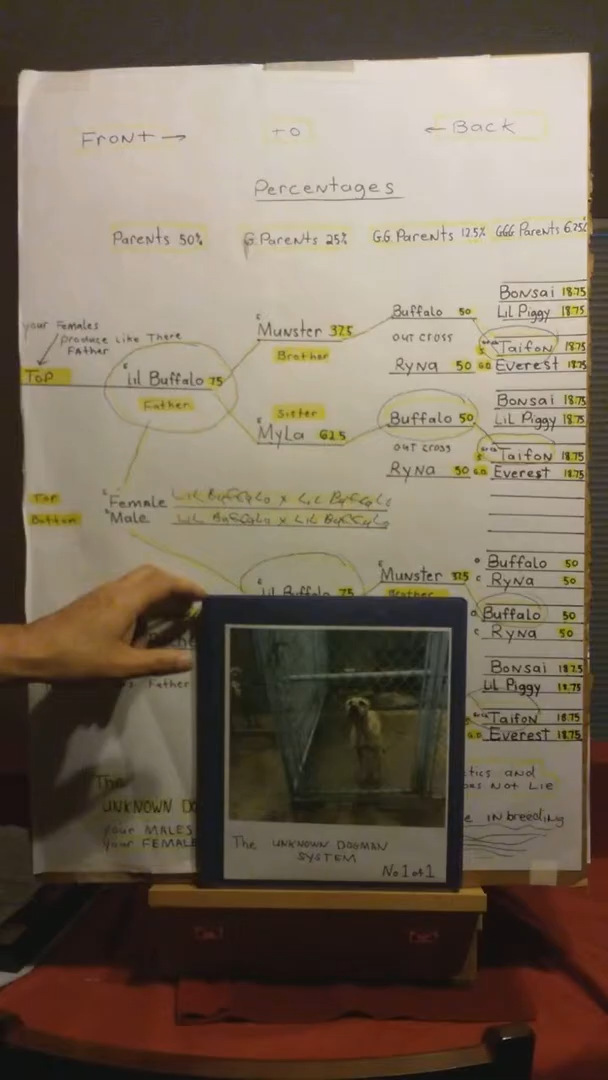 FRONT → TO ← BACK
Percentages
Parents 50% G. Parents 25% G.G. Parents 12.5% GGG Parents 6.25%
Bonsai 18.75
Buffalo 50 Lil Piggy 18.75
your Females Munster 37.5 out cross Taifon 18.75
produce Like There Brother Ryna 50 Everest 18.75
Father
Top Lil Buffalo 75 Bonsai 18.75
Father Sister Buffalo 50 Lil Piggy 18.75
MyLa 62.5 out cross Taifon 18.75
Ryna 50 Everest 18.75
Top Female Lil Buffalo x Lil Buffalo
Bottom Male Lil Buffalo x Lil Buffalo
Buffalo 50
Lil Buffalo 75 Munster 37.5 Ryna 50
Brother Buffalo 50
Ryna 50
Father Bonsai 18.75
Lil Piggy 18.75
Taifon 18.75
Everest 18.75
The tics and
UNKNOWN DO Not Lie
your MALES inbreeding
your FEMALE
The UNKNOWN DOGMAN
SYSTEM
No 1 of 1